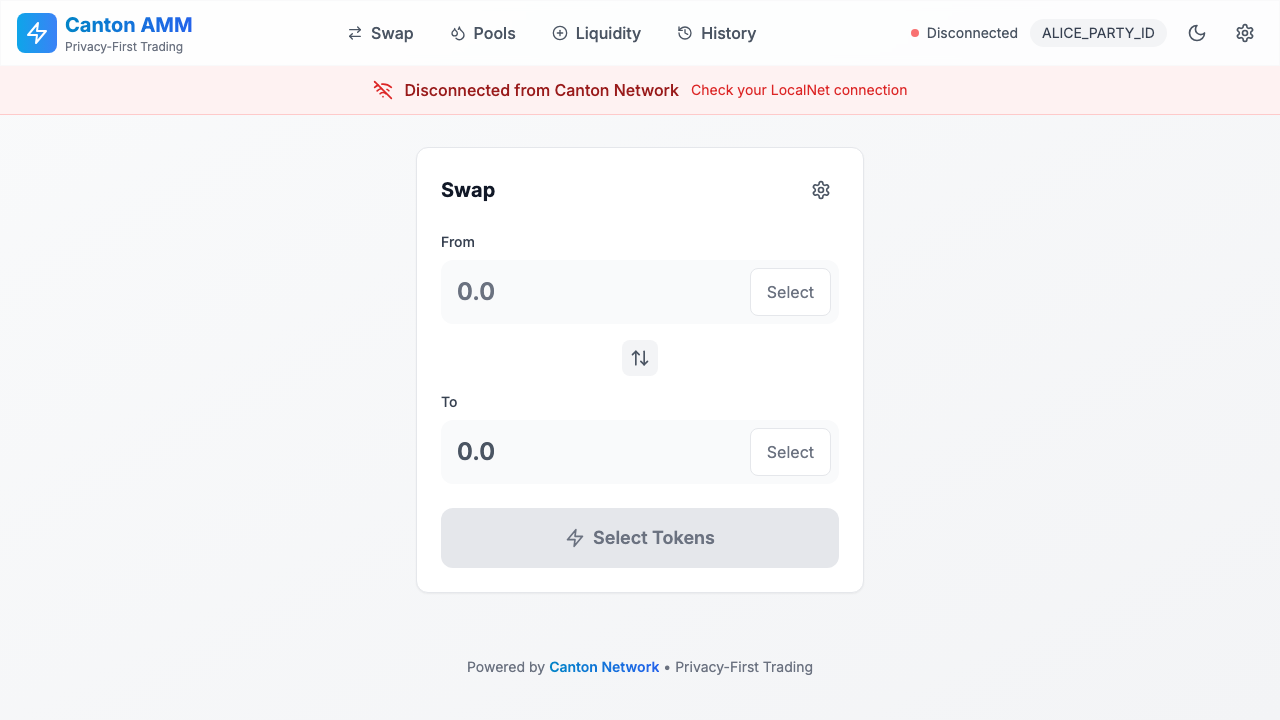 Canton AMM
Privacy-First Trading
Swap
Pools
Liquidity
History
Disconnected
ALICE_PARTY_ID
Disconnected from Canton Network Check your LocalNet connection
Swap
From
0.0
Select
To
0.0
Select
Select Tokens
Powered by Canton Network • Privacy-First Trading